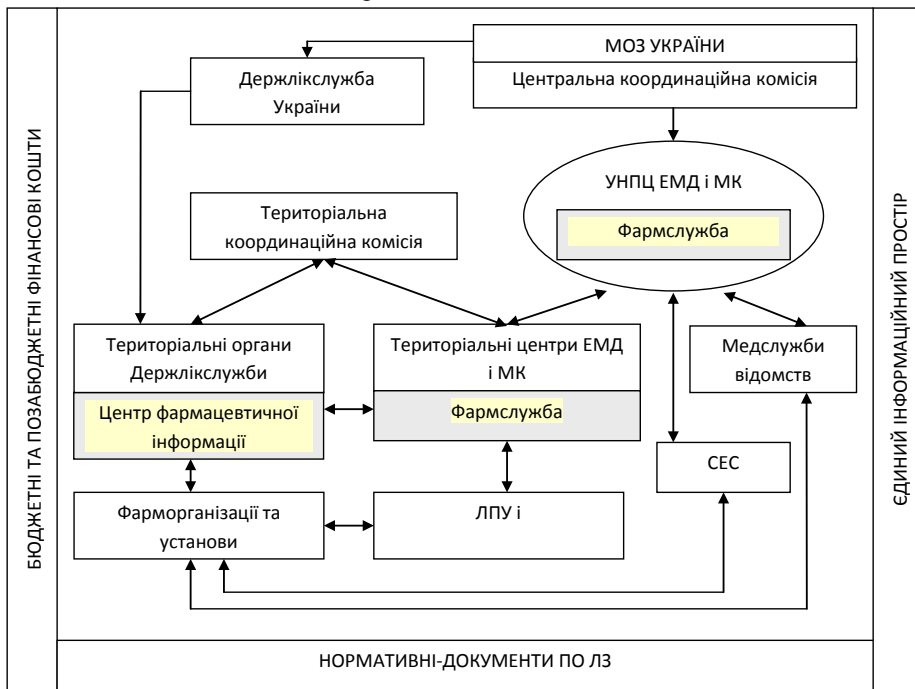 МОЗ УКРАЇНИ
Центральна координаційна комісія
Держлікслужба
України
УНПЦ ЕМД і МК
Фармслужба
Територіальна
координаційна комісія
Територіальні органи
Держлікслужби
Центр фармацевтичної
інформації
Територіальні центри ЕМД
і МК
Фармслужба
Медслужби
відомств
СЕС
Фарморганізації та
установи
ЛПУ і
БЮДЖЕТНІ ТА ПОЗАБЮДЖЕТНІ ФІНАНСОВІ КОШТИ
ЄДИНИЙ ІНФОРМАЦІЙНИЙ ПРОСТІР
НОРМАТИВНІ-ДОКУМЕНТИ ПО ЛЗ